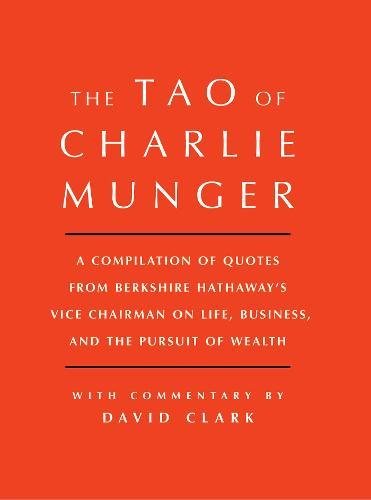 THE TAO OF
CHARLIE
MUNGER
A COMPILATION OF QUOTES
FROM BERKSHIRE HATHAWAY'S
VICE CHAIRMAN ON LIFE, BUSINESS,
AND THE PURSUIT OF WEALTH
WITH COMMENTARY BY
DAVID CLARK